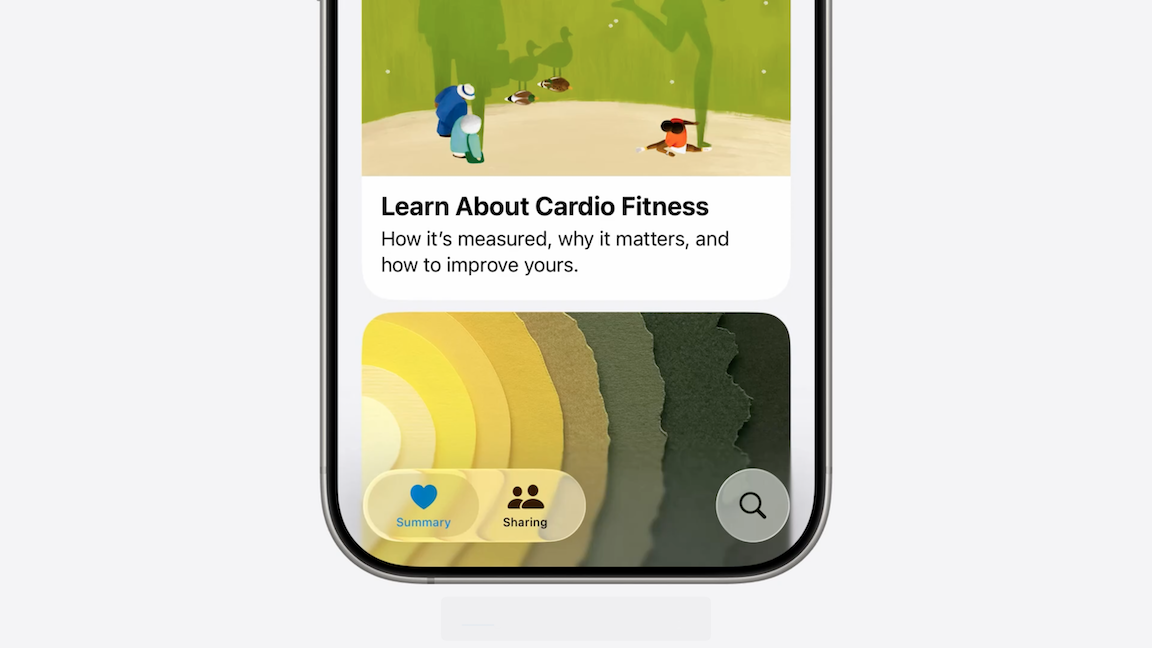 Learn About Cardio Fitness
How it’s measured, why it matters, and
how to improve yours.
Summary
Sharing